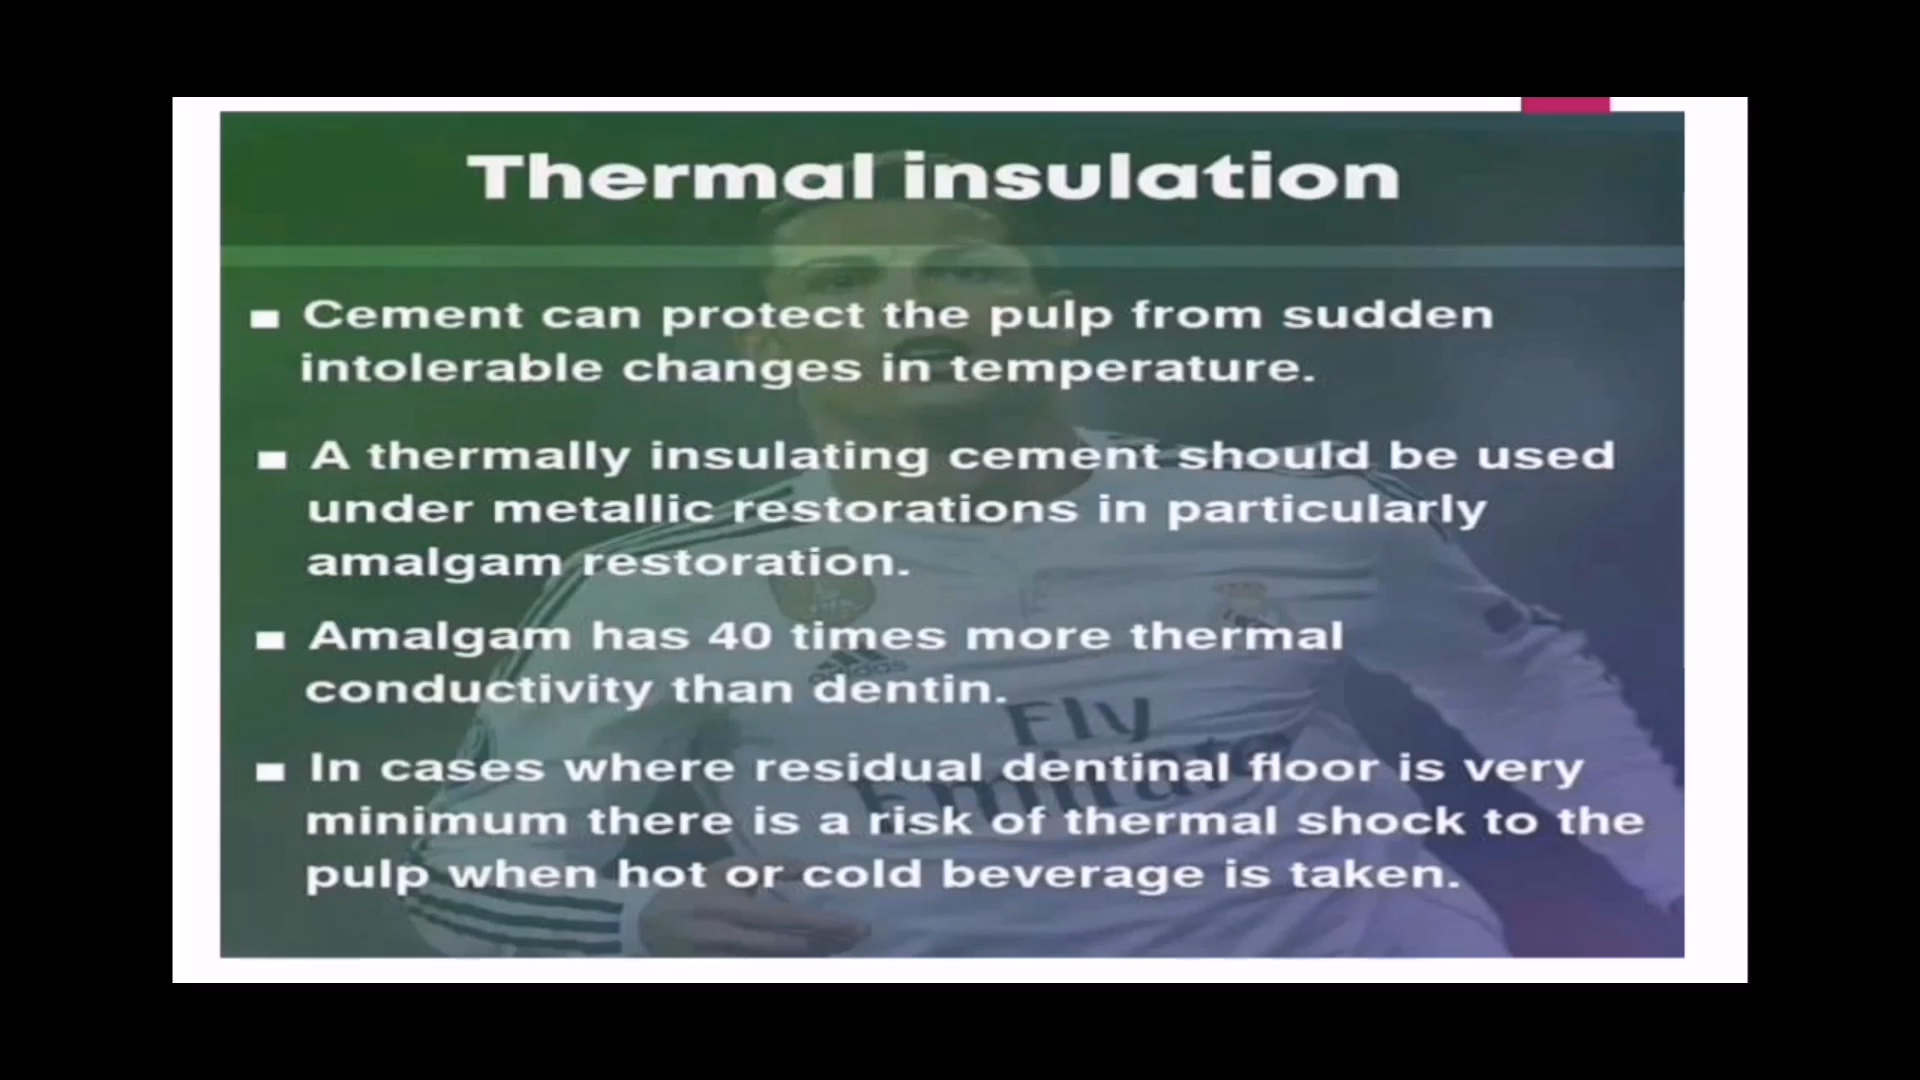 Thermal insulation
▪ Cement can protect the pulp from sudden
intolerable changes in temperature.
▪ A thermally insulating cement should be used
under metallic restorations in particularly
amalgam restoration.
▪ Amalgam has 40 times more thermal
conductivity than dentin.
▪ In cases where residual dentinal floor is very
minimum there is a risk of thermal shock to the
pulp when hot or cold beverage is taken.
adidas
Fly
Emirates